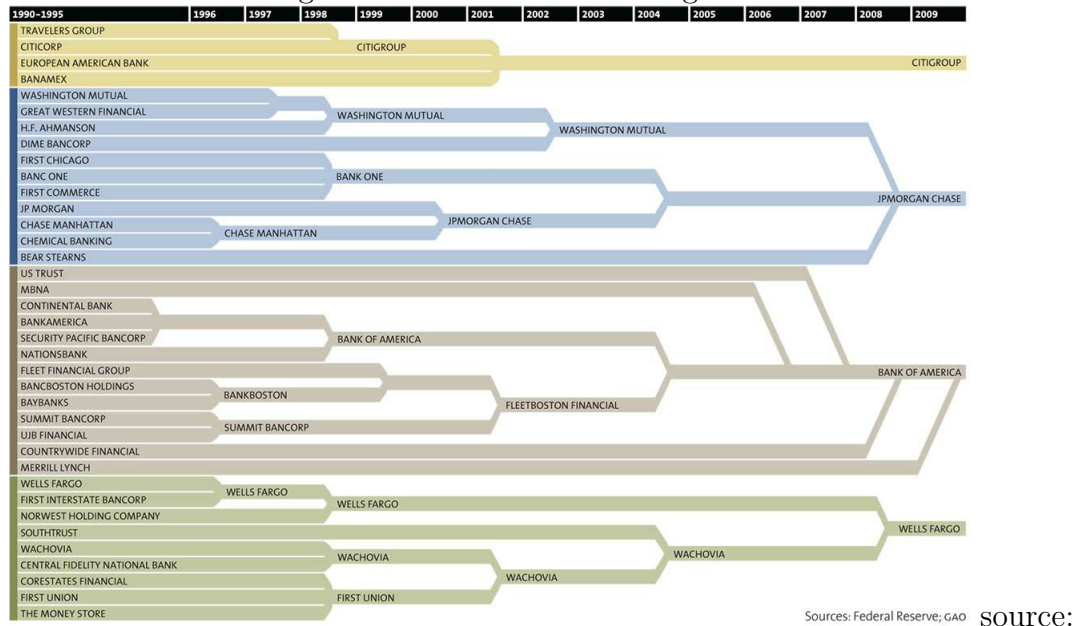 1990–1995 1996 1997 1998 1999 2000 2001 2002 2003 2004 2005 2006 2007 2008 2009
TRAVELERS GROUP
CITICORP CITIGROUP
EUROPEAN AMERICAN BANK CITIGROUP
BANAMEX
WASHINGTON MUTUAL
GREAT WESTERN FINANCIAL WASHINGTON MUTUAL
H.F. AHMANSON WASHINGTON MUTUAL
DIME BANCORP
FIRST CHICAGO
BANC ONE BANK ONE
FIRST COMMERCE JPMORGAN CHASE
JP MORGAN
CHASE MANHATTAN JPMORGAN CHASE
CHASE MANHATTAN
CHEMICAL BANKING
BEAR STEARNS
US TRUST
MBNA
CONTINENTAL BANK
BANKAMERICA
SECURITY PACIFIC BANCORP BANK OF AMERICA
NATIONSBANK
FLEET FINANCIAL GROUP BANK OF AMERICA
BANCBOSTON HOLDINGS
BANKBOSTON
BAYBANKS FLEETBOSTON FINANCIAL
SUMMIT BANCORP
SUMMIT BANCORP
UJB FINANCIAL
COUNTRYWIDE FINANCIAL
MERRILL LYNCH
WELLS FARGO
WELLS FARGO
FIRST INTERSTATE BANCORP WELLS FARGO
NORWEST HOLDING COMPANY
SOUTHTRUST WELLS FARGO
WACHOVIA
WACHOVIA WACHOVIA
CENTRAL FIDELITY NATIONAL BANK
CORESTATES FINANCIAL WACHOVIA
FIRST UNION FIRST UNION
THE MONEY STORE
Sources: Federal Reserve; GAO source: